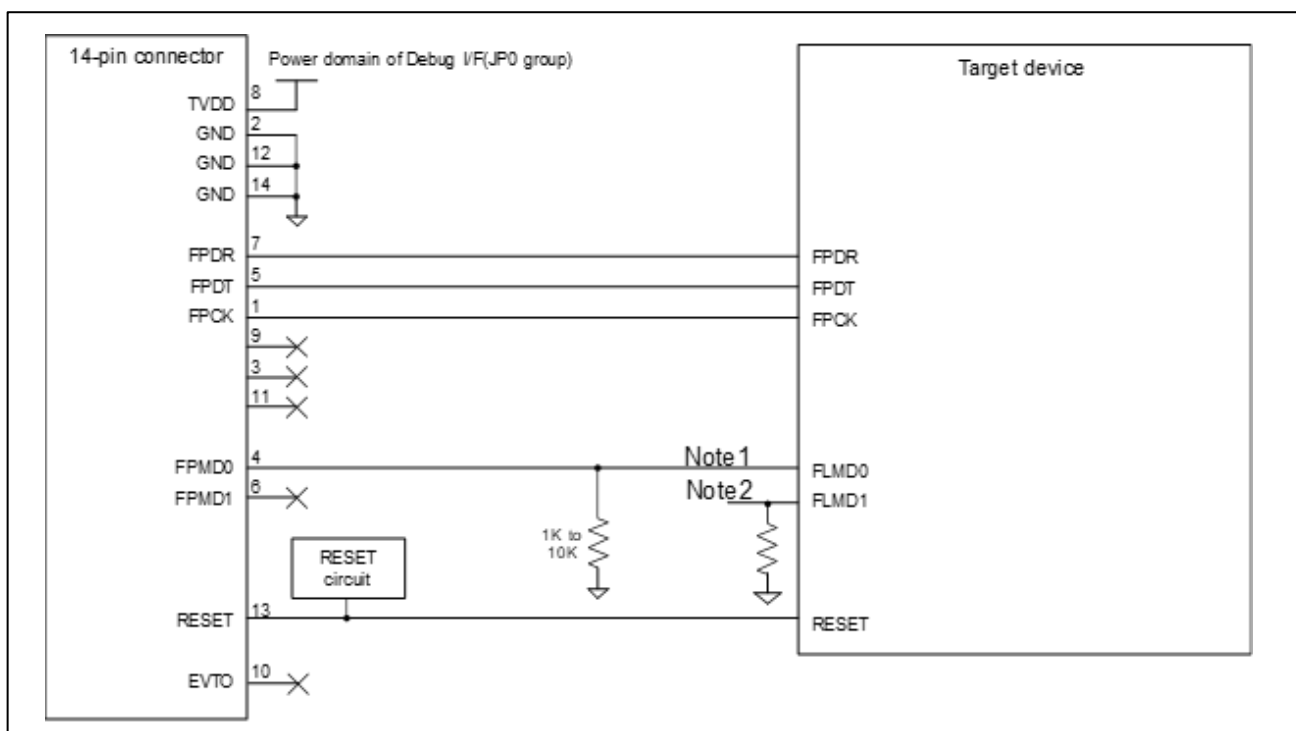 14-pin connector
Power domain of Debug I/F(JP0 group)
Target device
TVDD 8
GND 2
GND 12
GND 14
FPDR 7 FPDR
FPDT 5 FPDT
FPCK 1 FPCK
9
3
11
FPMD0 4 Note1 FLMD0
FPMD1 6 Note2 FLMD1
1K to
10K
RESET
circuit
RESET 13 RESET
EVTO 10